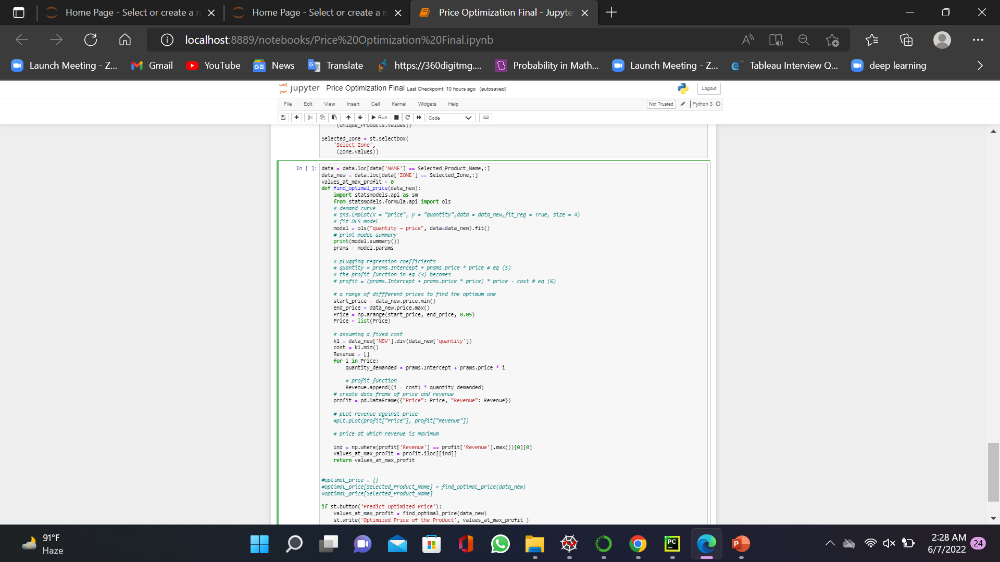 Home Page - Select or create a n
Home Page - Select or create a n
Price Optimization Final - Jupyte
localhost:8889/notebooks/Price%20Optimization%20Final.ipynb
Launch Meeting - Z...
Gmail
YouTube
News
Translate
https://360digitmg....
Probability in Math...
Launch Meeting - Z...
Tableau Interview Q...
deep learning
jupyter Price Optimization Final Last Checkpoint: 10 hours ago (autosaved)
Logout
File Edit View Insert Cell Kernel Widgets Help
Not Trusted
Python 3
Run
Code
(Unique_Products.values))
Selected_Zone = st.selectbox(
'Select Zone',
(Zone.values))
In [ ]:
data = data.loc[data['NAME'] == Selected_Product_Name,:]
data_new = data.loc[data['ZONE'] == Selected_Zone,:]
values_at_max_profit = 0
def find_optimal_price(data_new):
import statsmodels.api as sm
from statsmodels.formula.api import ols
# demand curve
# sns.lmplot(x = "price", y = "quantity",data = data_new,fit_reg = True, size = 4)
# fit OLS model
model = ols("quantity ~ price", data=data_new).fit()
# print model summary
print(model.summary())
prams = model.params
# plugging regression coefficients
# quantity = prams.Intercept + prams.price * price # eq (5)
# the profit function in eq (3) becomes
# profit = (prams.Intercept + prams.price * price) * price - cost # eq (6)
# a range of diffferent prices to find the optimum one
start_price = data_new.price.min()
end_price = data_new.price.max()
Price = np.arange(start_price, end_price, 0.05)
Price = list(Price)
# assuming a fixed cost
k1 = data_new['NSV'].div(data_new['quantity'])
cost = k1.min()
Revenue = []
for i in Price:
quantity_demanded = prams.Intercept + prams.price * i
# profit function
Revenue.append((i - cost) * quantity_demanded)
# create data frame of price and revenue
profit = pd.DataFrame({"Price": Price, "Revenue": Revenue})
# plot revenue against price
#plt.plot(profit["Price"], profit["Revenue"])
# price at which revenue is maximum
ind = np.where(profit['Revenue'] == profit['Revenue'].max())[0][0]
values_at_max_profit = profit.iloc[[ind]]
return values_at_max_profit
#optimal_price = {}
#optimal_price[Selected_Product_Name] = find_optimal_price(data_new)
#optimal_price[Selected_Product_Name]
if st.button('Predict Optimized Price'):
values_at_max_profit = find_optimal_price(data_new)
st.write('Optimized Price of the Product', values_at_max_profit )
91°F
Haze
2:28 AM
6/7/2022
24